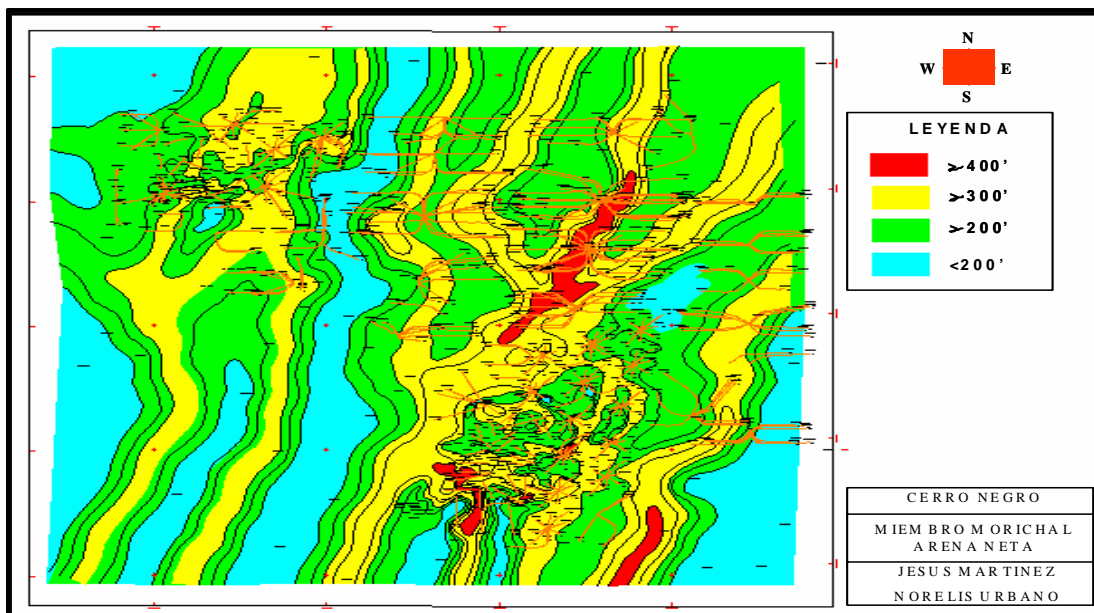 N
W E
S
LEYENDA
>400'
>300'
>200'
<200'
CERRO NEGRO
MIEMBRO MORICHAL
ARENA NETA
JESUS MARTINEZ
NORELIS URBANO